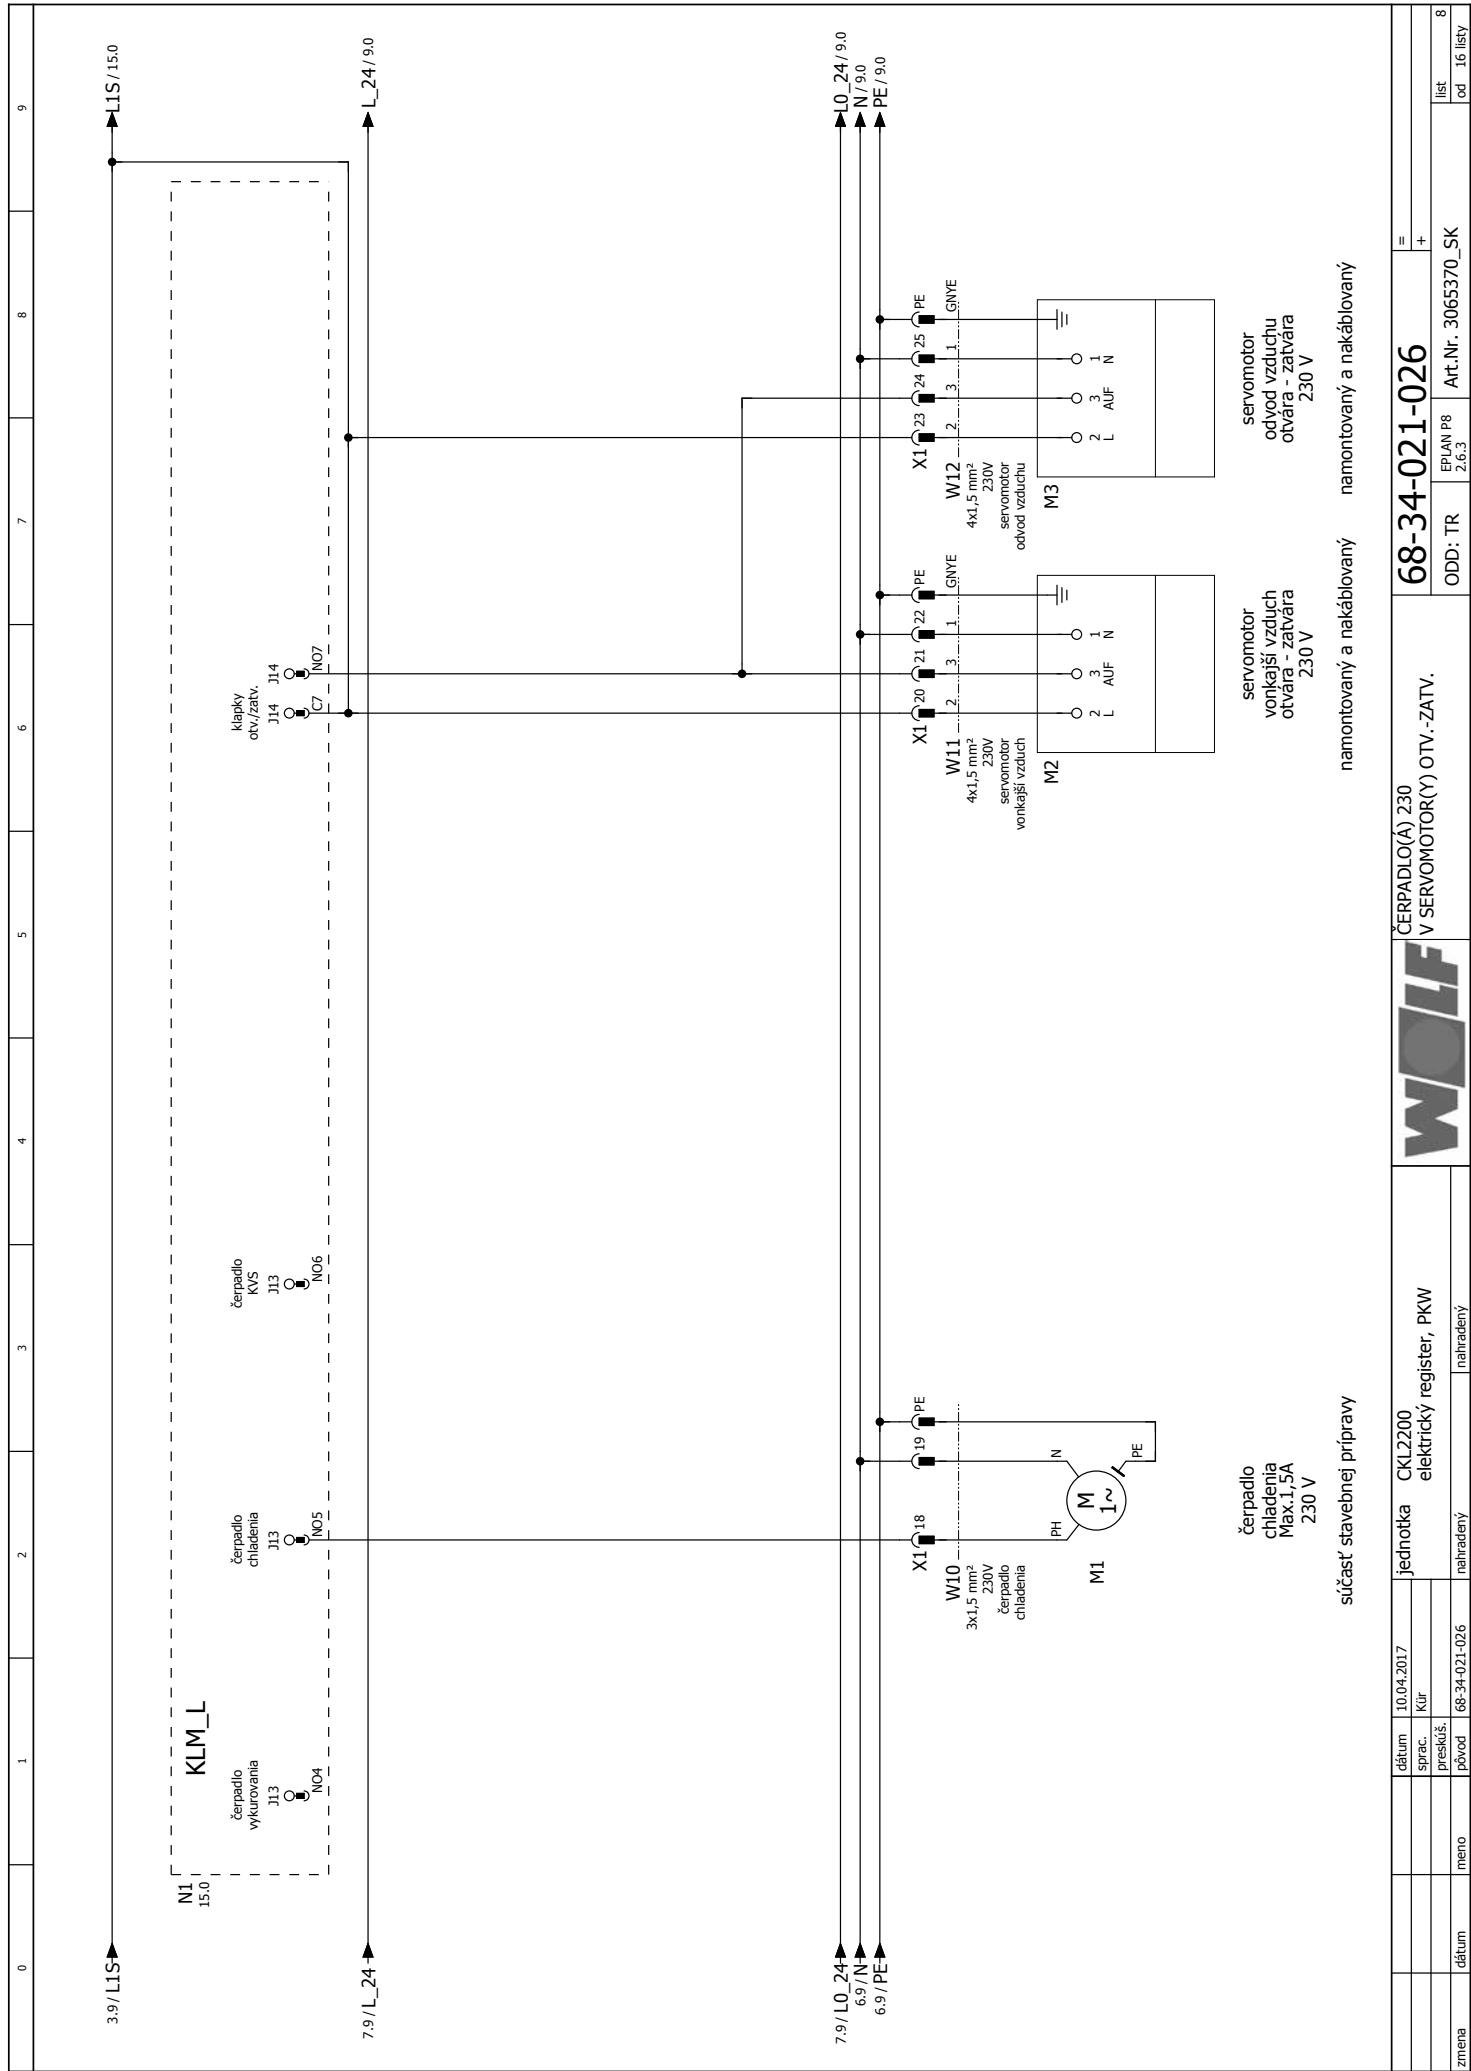 0 1 2 3 4 5 6 7 8 9
3.9 / L1S
L1S / 15.0
N1
15.0
KLM_L
čerpadlo
vykurovania
J13
NO4
čerpadlo
chladenia
J13
NO5
čerpadlo
KVS
J13
NO6
klapky
otv./zatv.
J14
J14
C7
NO7
7.9 / L_24
L_24 / 9.0
7.9 / L0_24
L0_24 / 9.0
6.9 / N
N / 9.0
6.9 / PE
PE / 9.0
X1
18
19
PE
W10
3x1,5 mm²
230V
čerpadlo
chladenia
PH
N
M
1~
PE
M1
čerpadlo
chladenia
Max.1,5A
230 V
súčasť stavebnej prípravy
X1
20
21
22
PE
W11
2
3
1
GNYE
4x1,5 mm²
230V
servomotor
vonkajší vzduch
M2
2
3
1
L
AUF
N
servomotor
vonkajší vzduch
otvára - zatvára
230 V
namontovaný a nakáblovaný
X1
23
24
25
PE
W12
2
3
1
GNYE
4x1,5 mm²
230V
servomotor
odvod vzduchu
M3
2
3
1
L
AUF
N
servomotor
odvod vzduchu
otvára - zatvára
230 V
namontovaný a nakáblovaný
zmena
dátum
meno
dátum
10.04.2017
sprac.
Kür
preskúš.
pôvod
68-34-021-026
jednotka CKL2200
elektrický register, PKW
nahradený
nahradený
WOLF
ČERPADLO(Á) 230
V SERVOMOTOR(Y) OTV.-ZATV.
68-34-021-026
=
+
ODD: TR
EPLAN P8
2.6.3
Art.Nr. 3065370_SK
list 8
od 16 listy